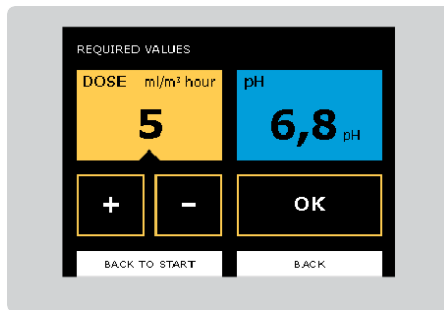 REQUIRED VALUES
DOSE ml/m³ hour
pH
5
6,8 pH
+ − OK
BACK TO START
BACK